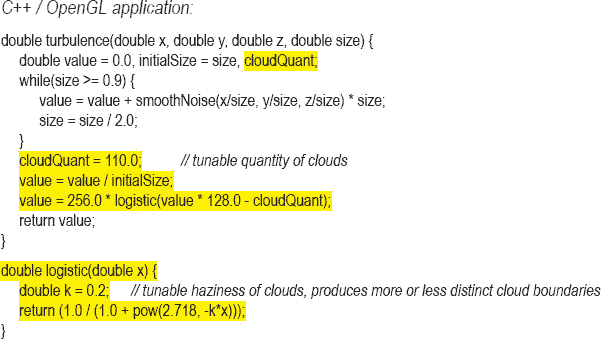 C++ / OpenGL application:
double turbulence(double x, double y, double z, double size) {
double value = 0.0, initialSize = size, cloudQuant;
while(size >= 0.9) {
value = value + smoothNoise(x/size, y/size, z/size) * size;
size = size / 2.0;
}
cloudQuant = 110.0; // tunable quantity of clouds
value = value / initialSize;
value = 256.0 * logistic(value * 128.0 - cloudQuant);
return value;
}
double logistic(double x) {
double k = 0.2; // tunable haziness of clouds, produces more or less distinct cloud boundaries
return (1.0 / (1.0 + pow(2.718, -k*x)));
}